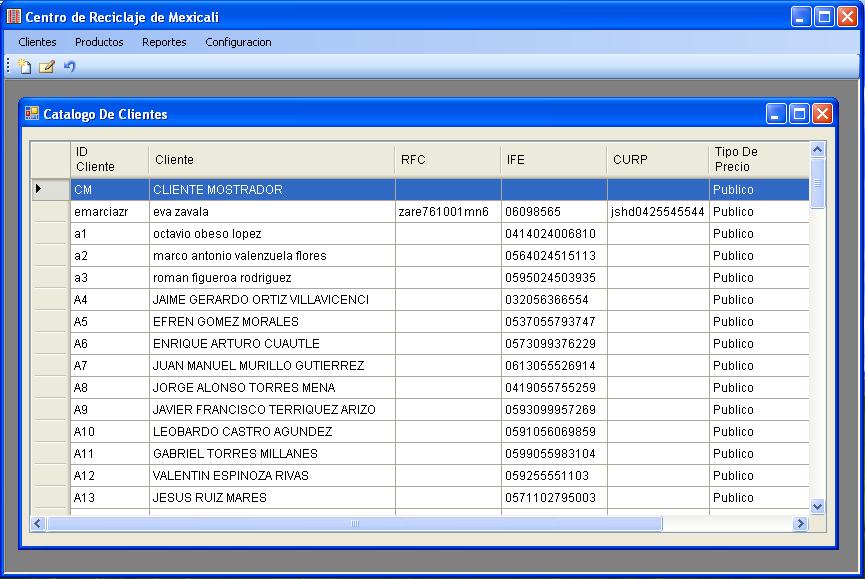 Centro de Reciclaje de Mexicali
Clientes Productos Reportes Configuracion
Catalogo De Clientes
ID Cliente Cliente RFC IFE CURP Tipo De Precio
CM CLIENTE MOSTRADOR Publico
emarciazr eva zavala zare761001mn6 06098565 jshd0425545544 Publico
a1 octavio obeso lopez 0414024006810 Publico
a2 marco antonio valenzuela flores 0564024515113 Publico
a3 roman figueroa rodriguez 0595024503935 Publico
A4 JAIME GERARDO ORTIZ VILLAVICENCI 032056366554 Publico
A5 EFREN GOMEZ MORALES 0537055793747 Publico
A6 ENRIQUE ARTURO CUAUTLE 0573099376229 Publico
A7 JUAN MANUEL MURILLO GUTIERREZ 0613055526914 Publico
A8 JORGE ALONSO TORRES MENA 0419055755259 Publico
A9 JAVIER FRANCISCO TERRIQUEZ ARIZO 0593099957269 Publico
A10 LEOBARDO CASTRO AGUNDEZ 0591056069859 Publico
A11 GABRIEL TORRES MILLANES 0599055983104 Publico
A12 VALENTIN ESPINOZA RIVAS 059255551103 Publico
A13 JESUS RUIZ MARES 0571102795003 Publico